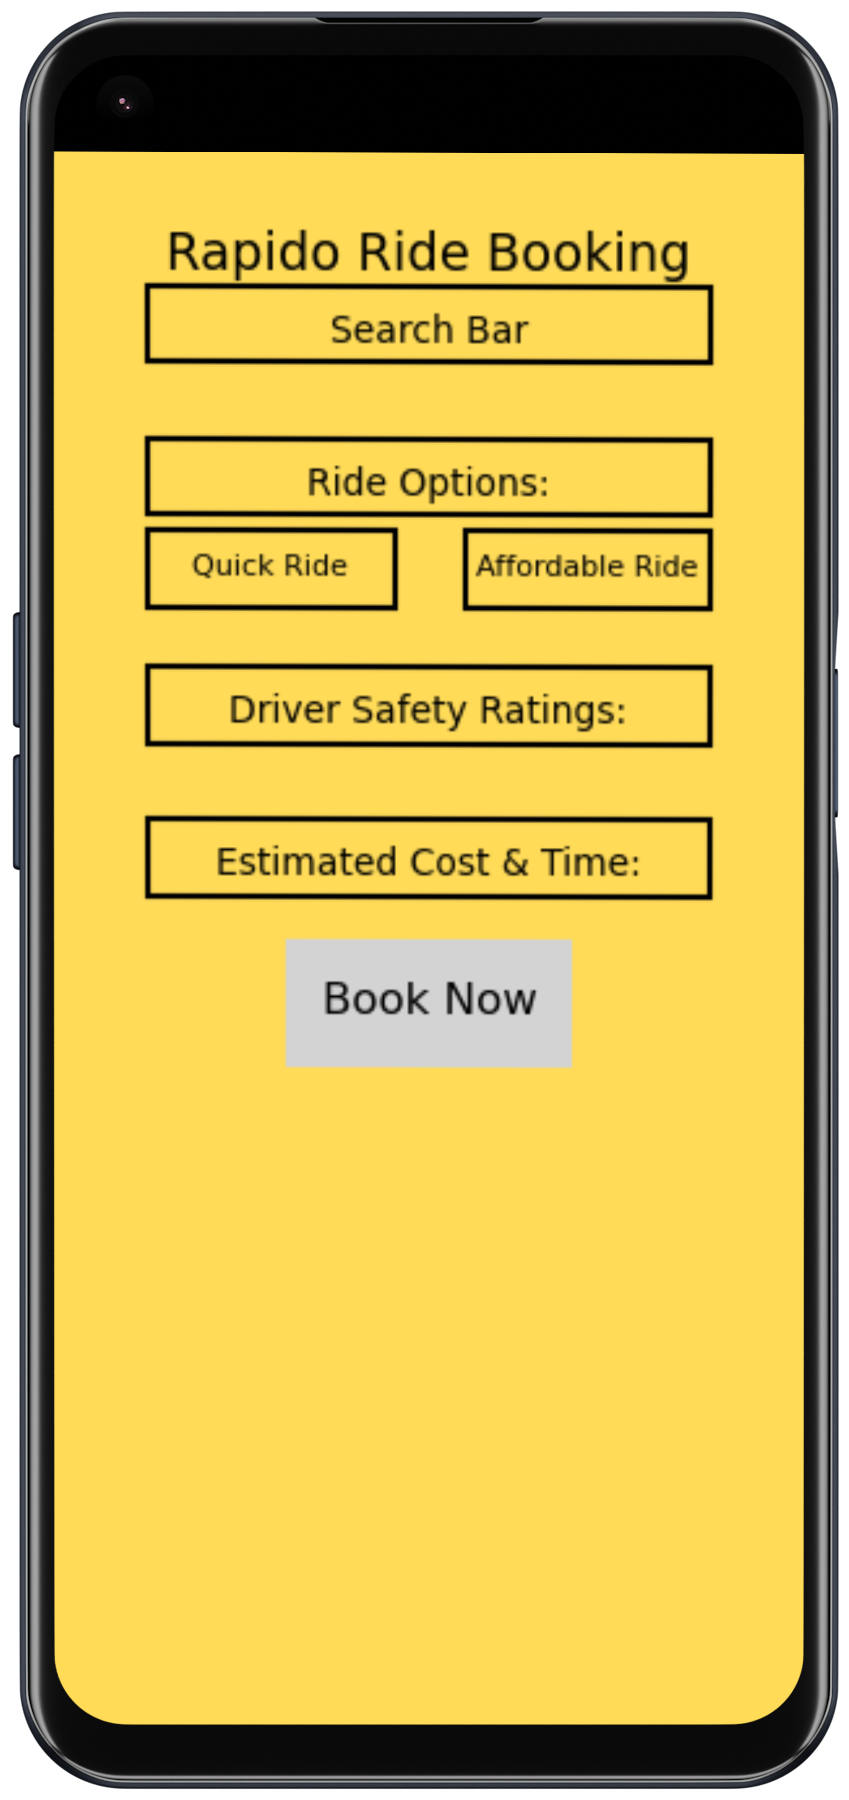 Rapido Ride Booking
Search Bar
Ride Options:
Quick Ride
Affordable Ride
Driver Safety Ratings:
Estimated Cost & Time:
Book Now